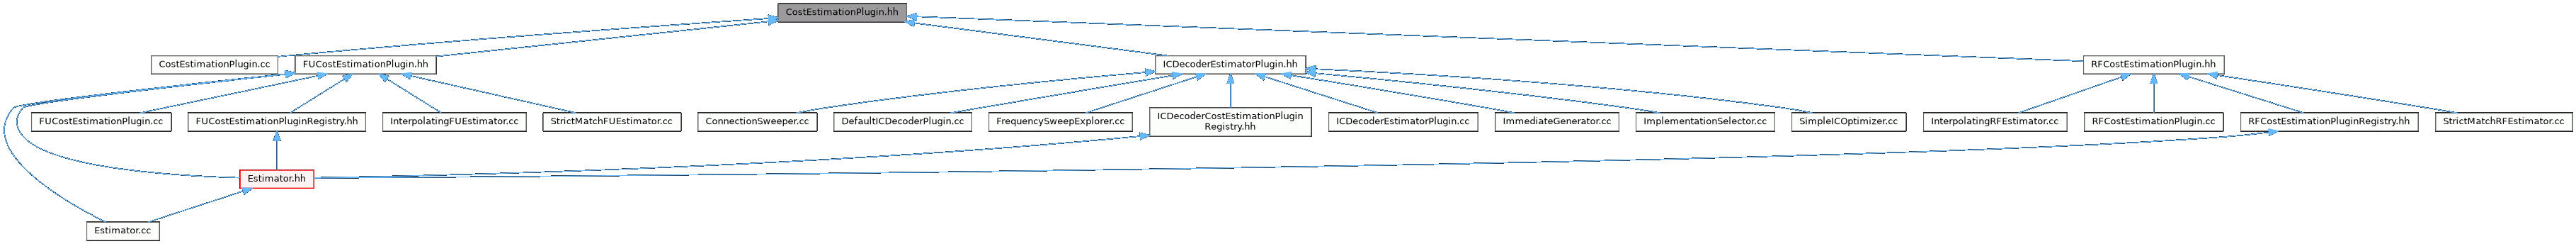 CostEstimationPlugin.hh
CostEstimationPlugin.cc
FUCostEstimationPlugin.hh
ICDecoderEstimatorPlugin.hh
RFCostEstimationPlugin.hh
FUCostEstimationPlugin.cc
FUCostEstimationPluginRegistry.hh
InterpolatingFUEstimator.cc
StrictMatchFUEstimator.cc
ConnectionSweeper.cc
DefaultICDecoderPlugin.cc
FrequencySweepExplorer.cc
ICDecoderCostEstimationPlugin
Registry.hh
ICDecoderEstimatorPlugin.cc
ImmediateGenerator.cc
ImplementationSelector.cc
SimpleICOptimizer.cc
InterpolatingRFEstimator.cc
RFCostEstimationPlugin.cc
RFCostEstimationPluginRegistry.hh
StrictMatchRFEstimator.cc
Estimator.hh
Estimator.cc